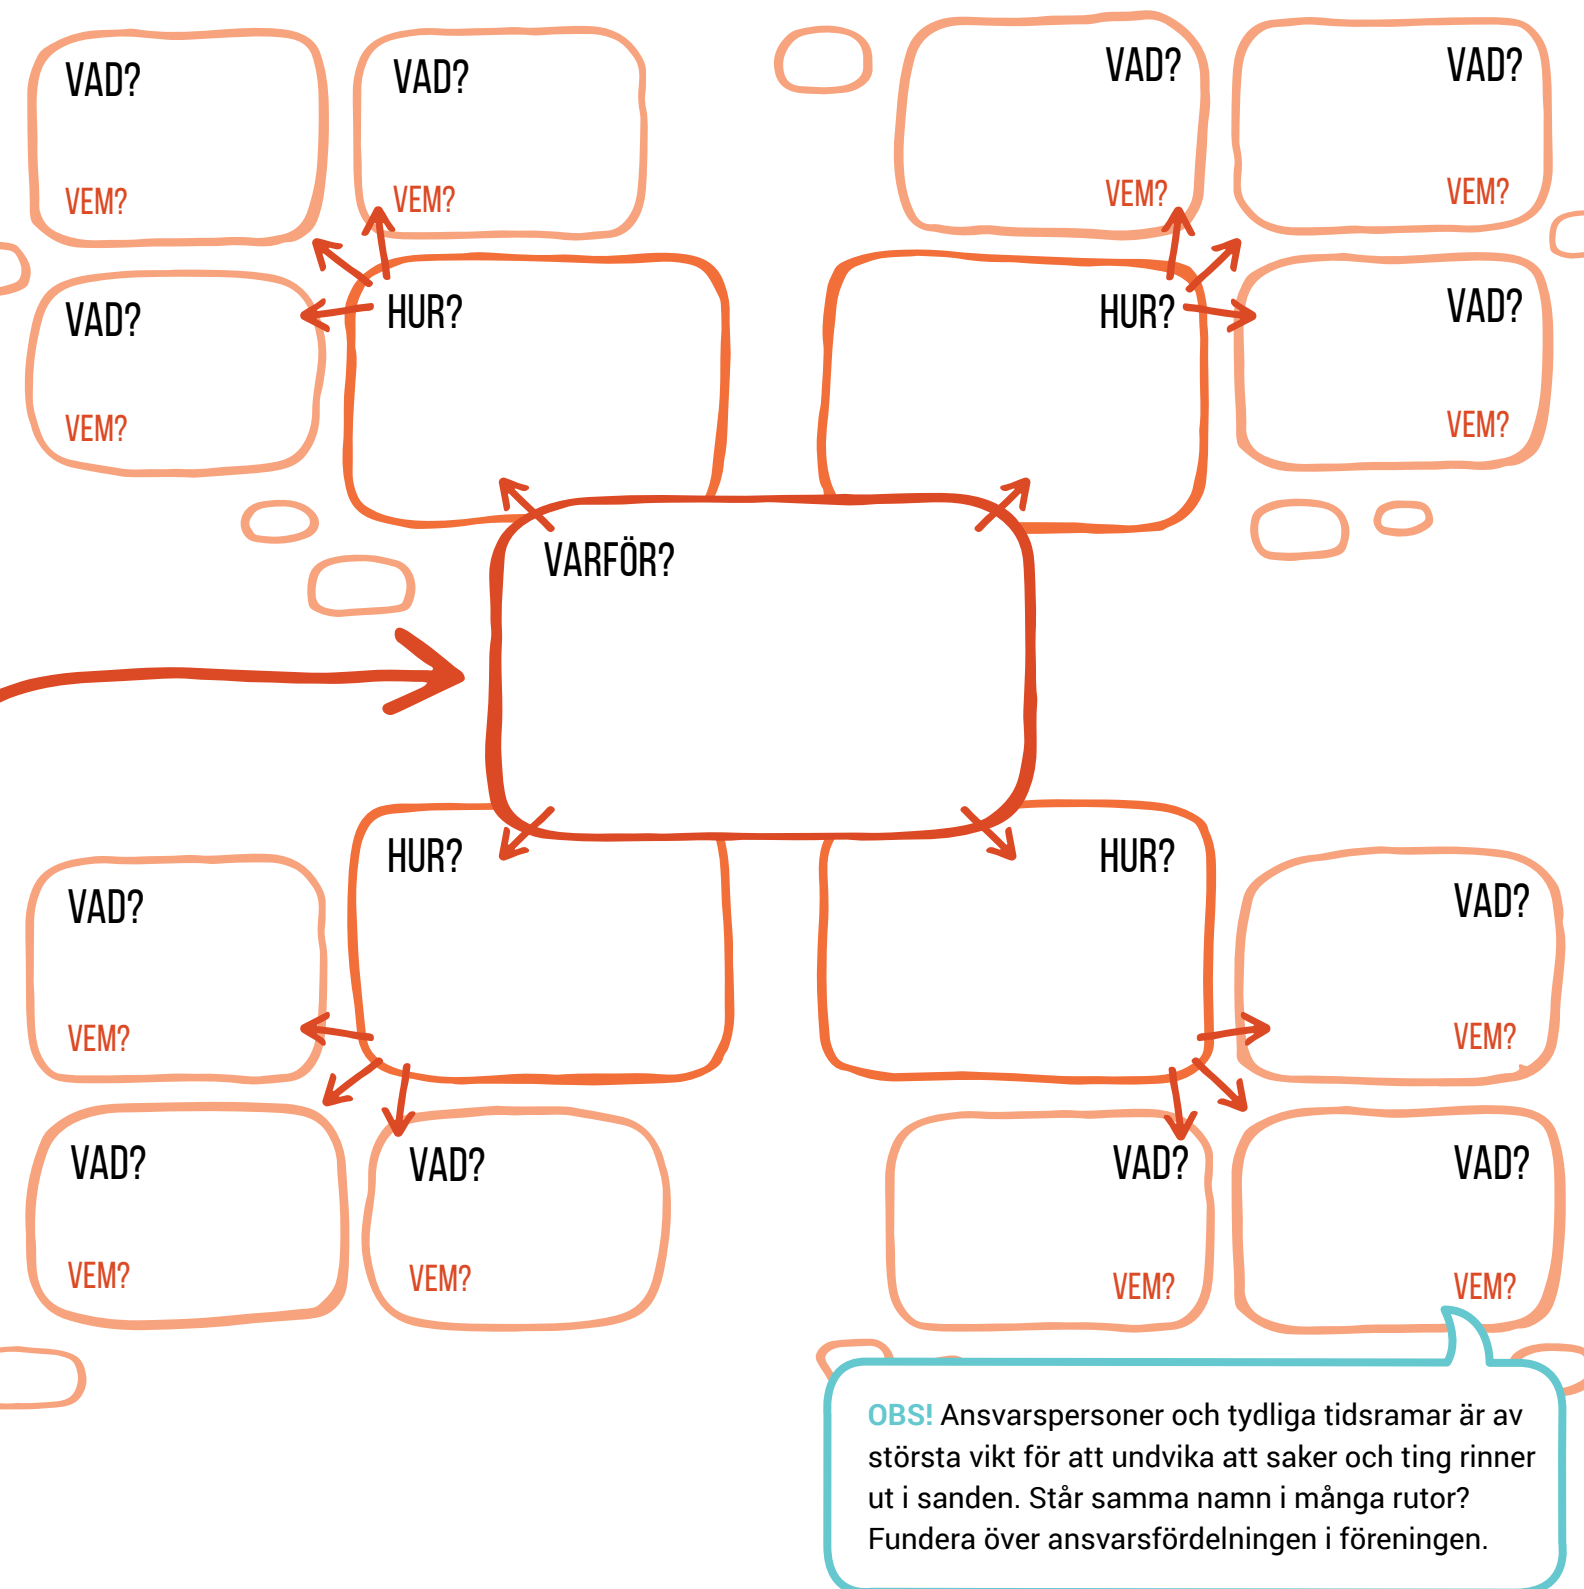 VAD?
VAD?
VAD?
VAD?
VEM?
VEM?
VEM?
VEM?
VAD?
HUR?
HUR?
VAD?
VEM?
VEM?
VARFÖR?
HUR?
HUR?
VAD?
VAD?
VEM?
VEM?
VAD?
VAD?
VAD?
VAD?
VEM?
VEM?
VEM?
VEM?
OBS! Ansvarspersoner och tydliga tidsramar är av
största vikt för att undvika att saker och ting rinner
ut i sanden. Står samma namn i många rutor?
Fundera över ansvarsfördelningen i föreningen.